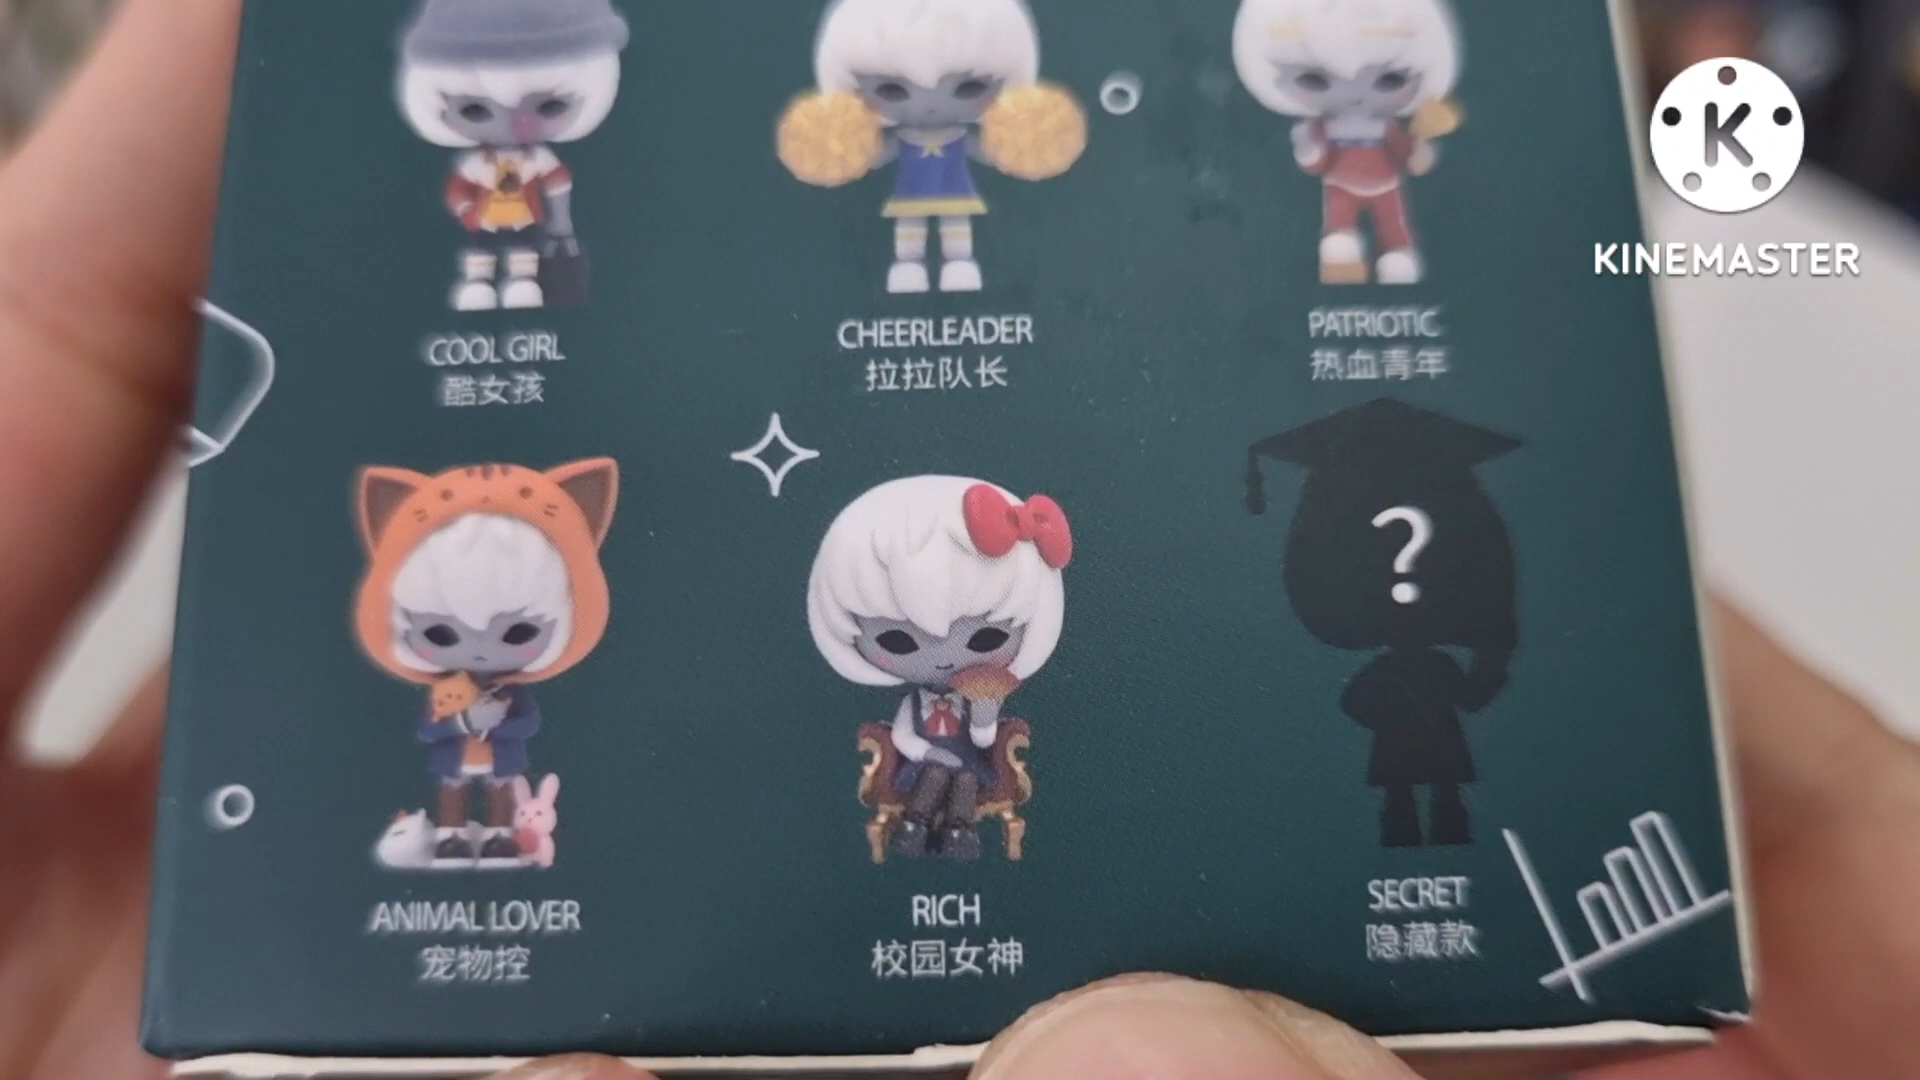 K
KINEMASTER
COOL GIRL
酷女孩
CHEERLEADER
拉拉队长
PATRIOTIC
热血青年
?
ANIMAL LOVER
宠物控
RICH
校园女神
SECRET
隐藏款